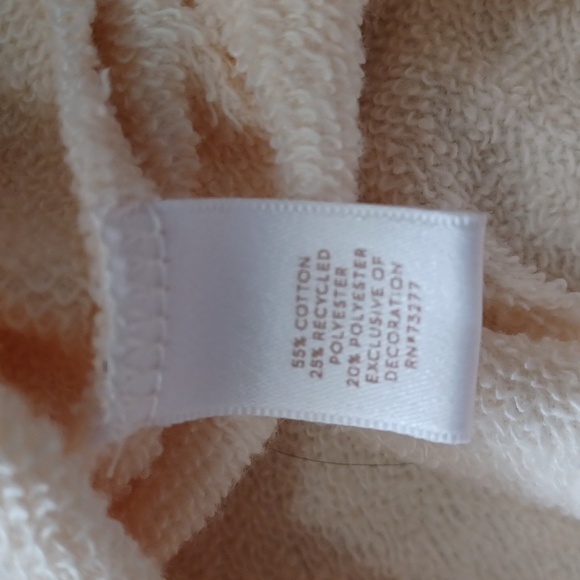 55% COTTON
25% RECYCLED
POLYESTER
20% POLYESTER
EXCLUSIVE OF
DECORATION
RN#73277